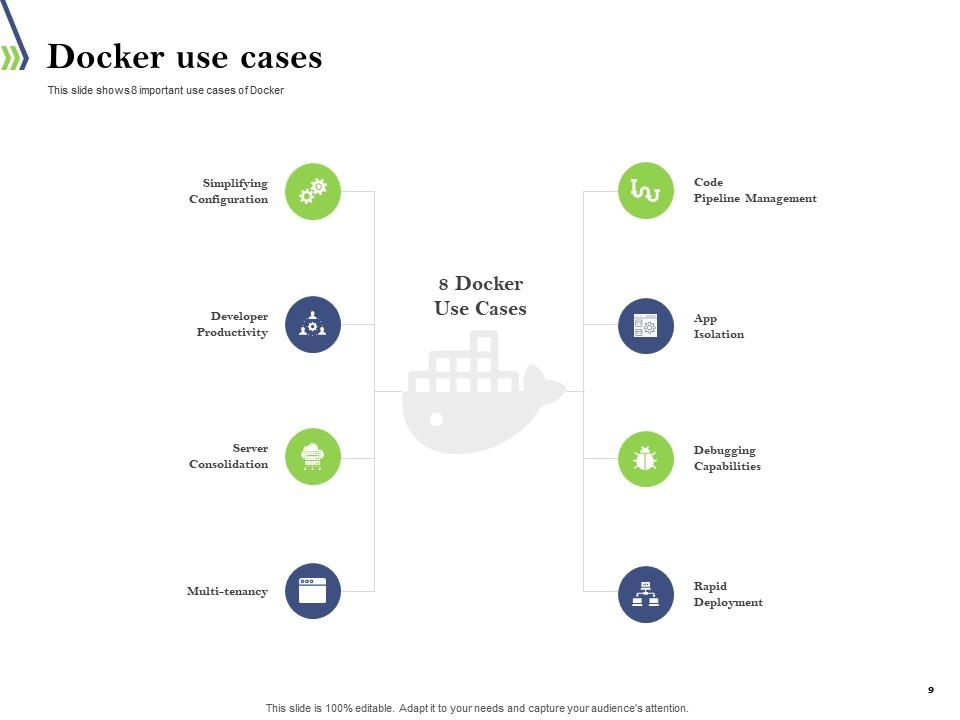 Docker use cases
This slide shows 8 important use cases of Docker
Simplifying
Configuration
Developer
Productivity
Server
Consolidation
Multi-tenancy
8 Docker
Use Cases
Code
Pipeline Management
App
Isolation
Debugging
Capabilities
Rapid
Deployment
9
This slide is 100% editable. Adapt it to your needs and capture your audience's attention.